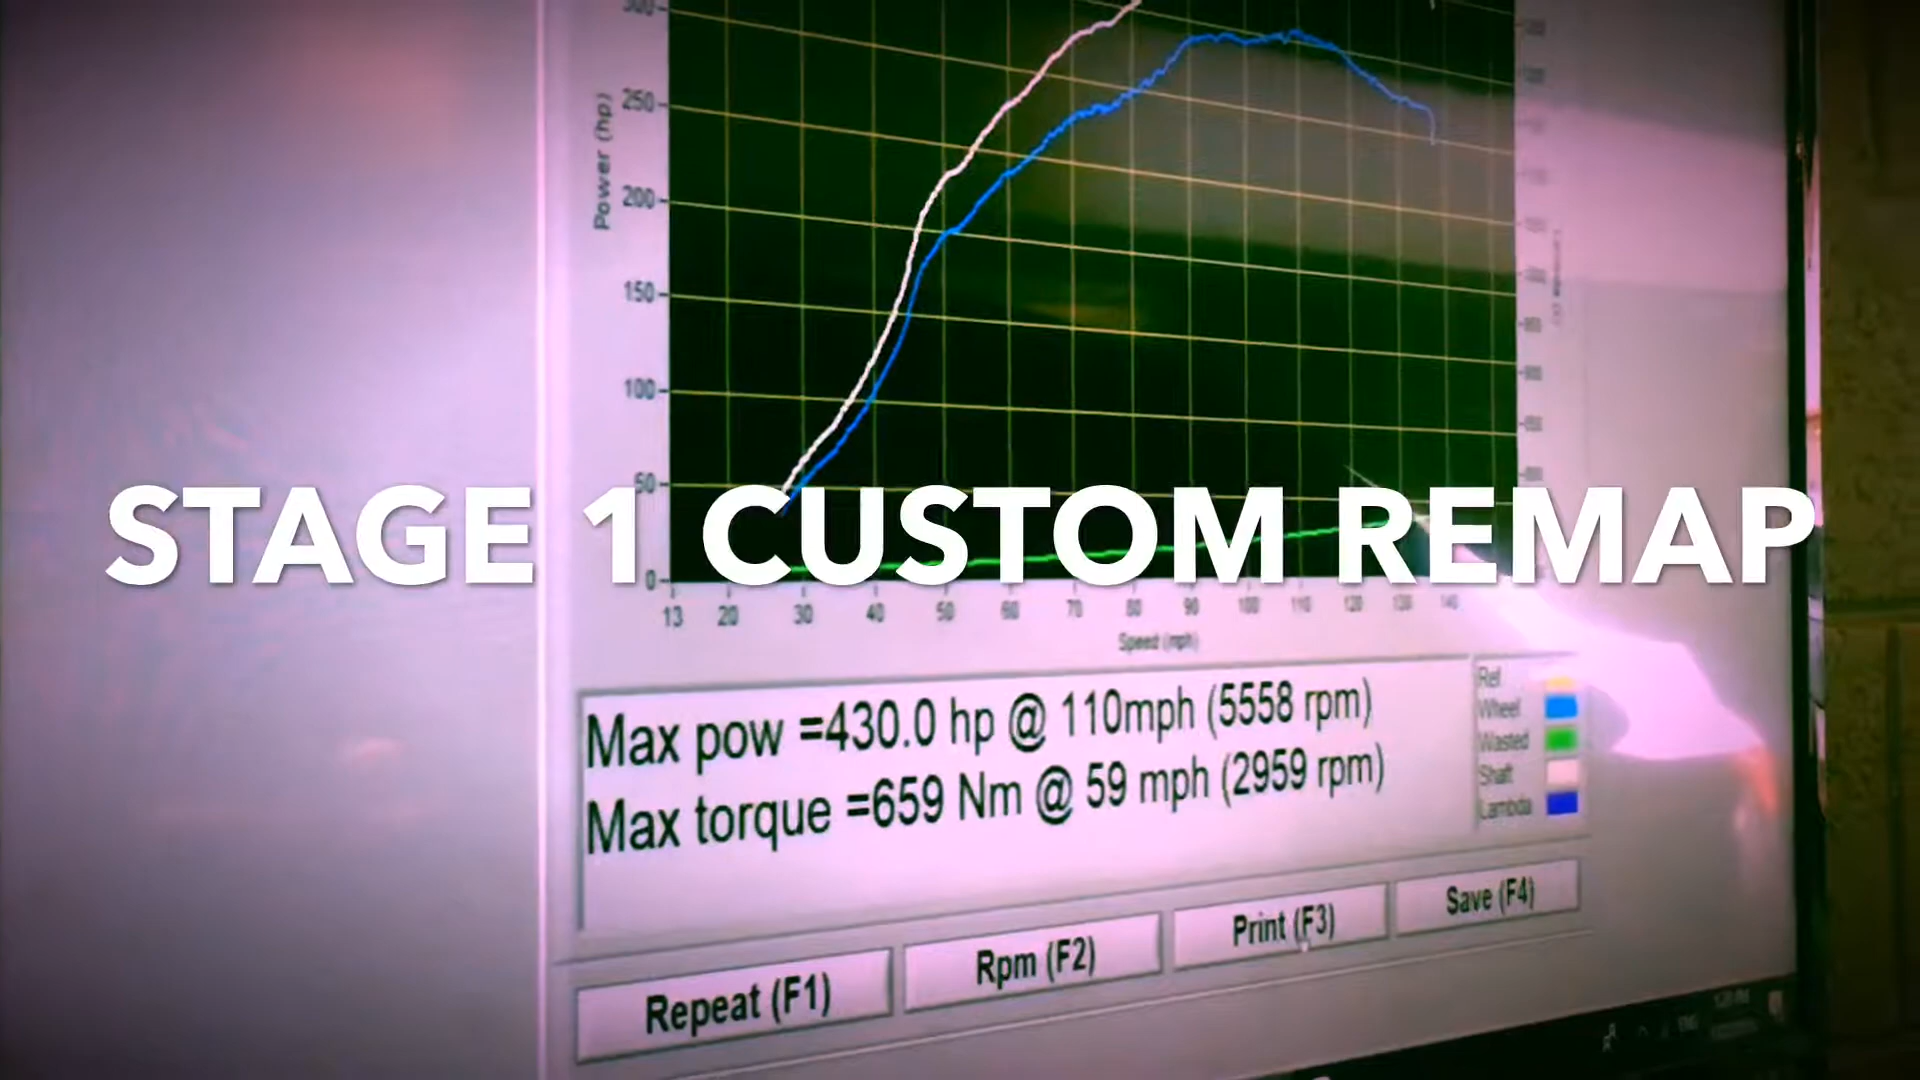 300
250
Power (hp)
200
150
100
50
STAGE 1 CUSTOM REMAP
0
13 20 30 40 50 60 70 80 90 100 110 120 130 140
Speed (mph)
Max pow =430.0 hp @ 110mph (5558 rpm)
Max torque =659 Nm @ 59 mph (2959 rpm)
Ref
Wheel
Wasted
Shaft
Lambda
Repeat (F1)
Rpm (F2)
Print (F3)
Save (F4)
ENG